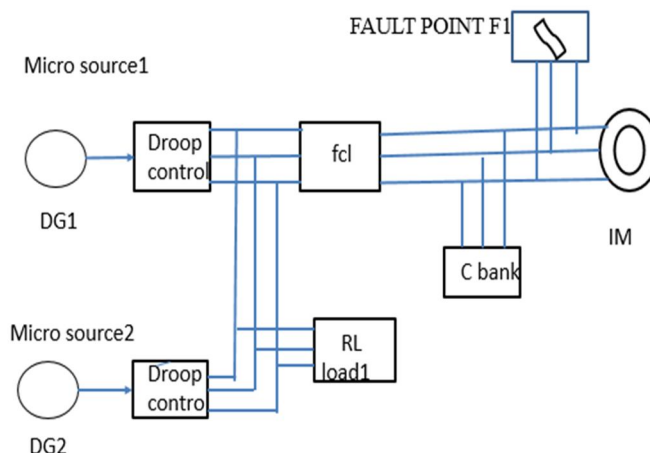 FAULT POINT F1
Micro source1
Droop
control
fcl
DG1
IM
C bank
Micro source2
RL
load1
Droop
contro
DG2